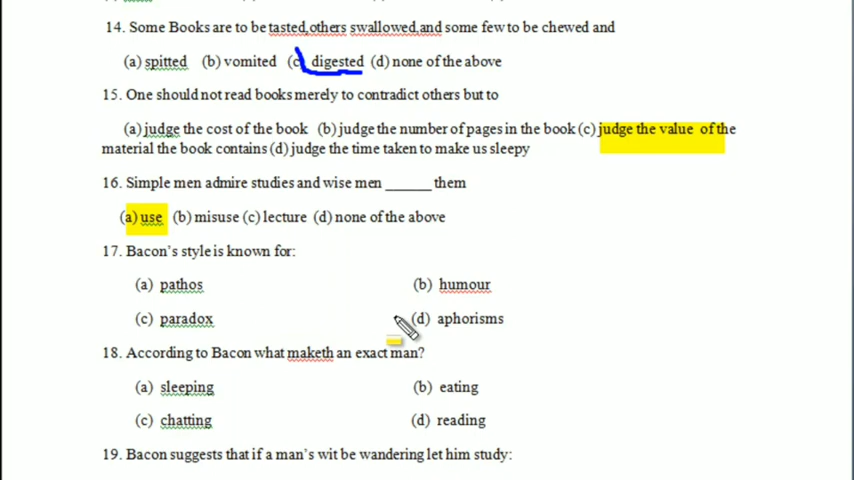 14. Some Books are to be tasted,others swallowed,and some few to be chewed and
(a) spitted (b) vomited (c) digested (d) none of the above
15. One should not read books merely to contradict others but to
(a) judge the cost of the book (b) judge the number of pages in the book (c) judge the value of the
material the book contains (d) judge the time taken to make us sleepy
16. Simple men admire studies and wise men ______ them
(a) use (b) misuse (c) lecture (d) none of the above
17. Bacon's style is known for:
(a) pathos (b) humour
(c) paradox (d) aphorisms
18. According to Bacon what maketh an exact man?
(a) sleeping (b) eating
(c) chatting (d) reading
19. Bacon suggests that if a man's wit be wandering let him study: